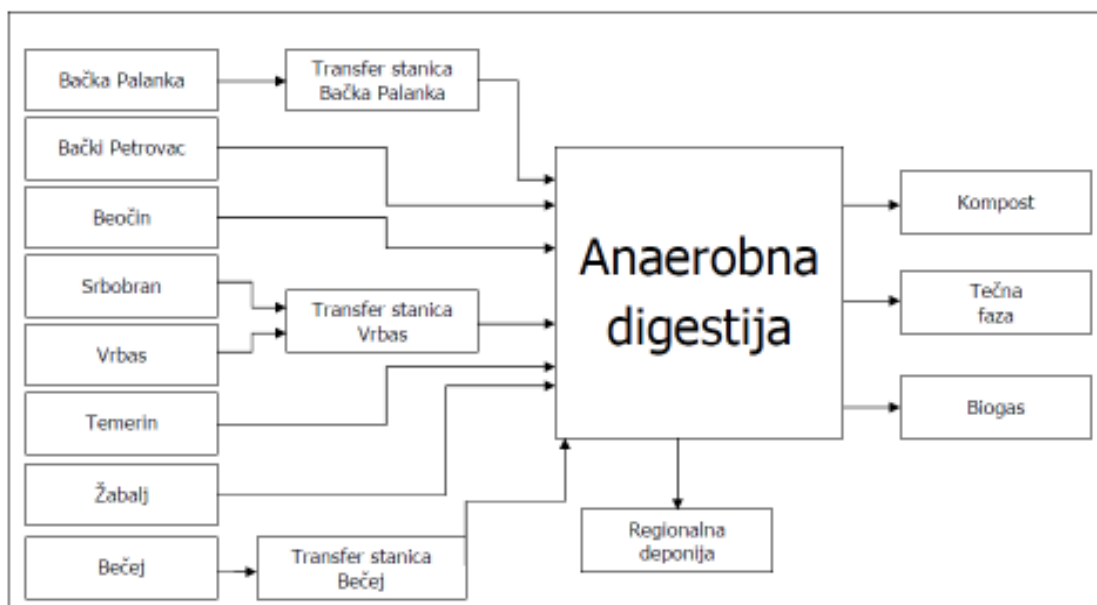 Bačka Palanka
Transfer stanica
Bačka Palanka
Bački Petrovac
Beočin
Srbobran
Transfer stanica
Vrbas
Vrbas
Temerin
Žabalj
Bečej
Transfer stanica
Bečej
Anaerobna
digestija
Regionalna
deponija
Kompost
Tečna
faza
Biogas